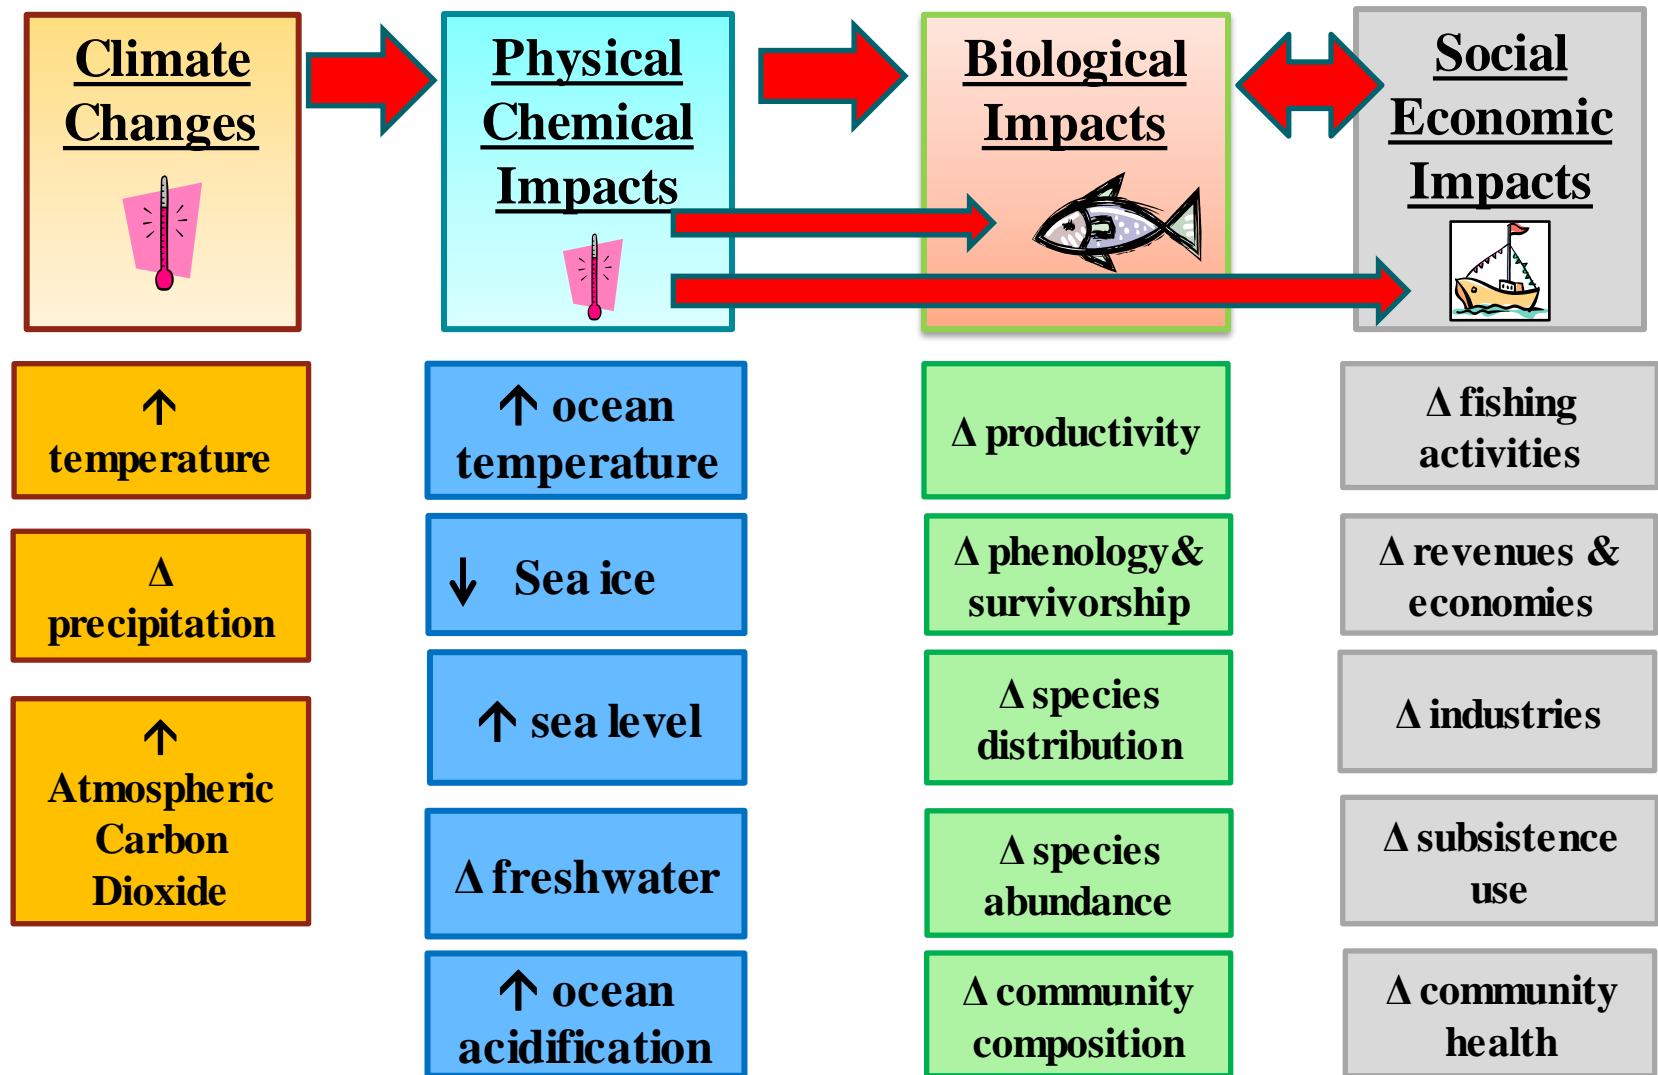 Climate
Changes
Physical
Chemical
Impacts
Biological
Impacts
Social
Economic
Impacts
↑
temperature
Δ
precipitation
↑
Atmospheric
Carbon
Dioxide
↑ ocean
temperature
↓ Sea ice
↑ sea level
Δ freshwater
↑ ocean
acidification
Δ productivity
Δ phenology&
survivorship
Δ species
distribution
Δ species
abundance
Δ community
composition
Δ fishing
activities
Δ revenues &
economies
Δ industries
Δ subsistence
use
Δ community
health